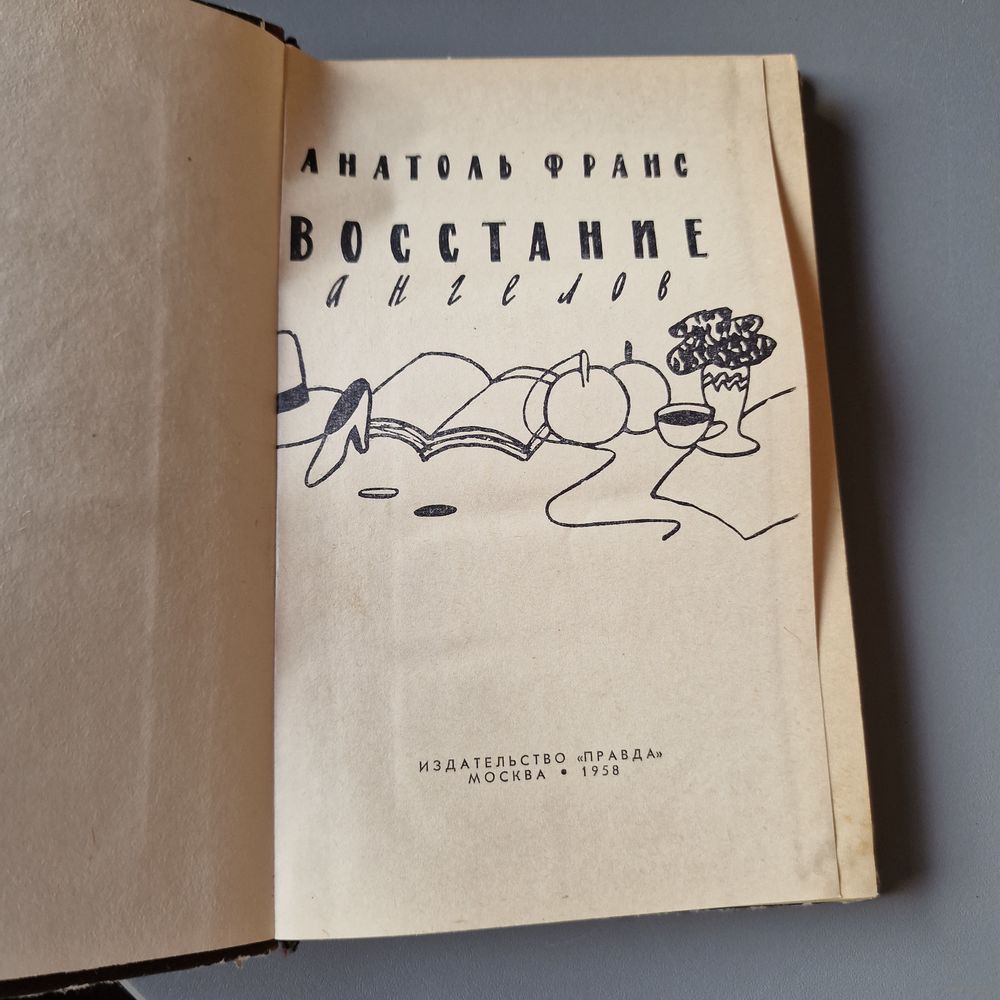 АНАТОЛЬ ФРАНС
ВОССТАНИЕ
ангелов
ИЗДАТЕЛЬСТВО «ПРАВДА»
МОСКВА • 1958